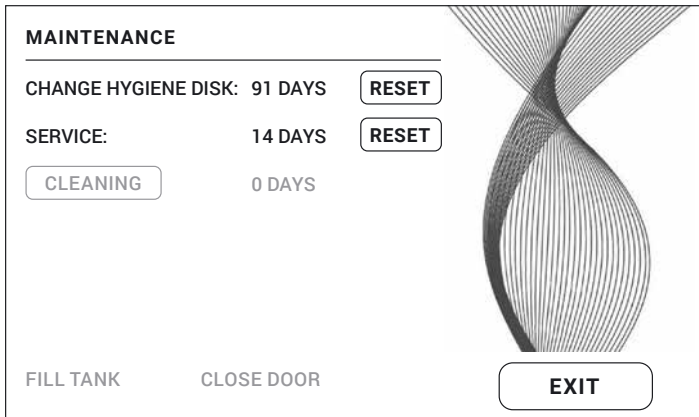 MAINTENANCE
CHANGE HYGIENE DISK: 91 DAYS RESET
SERVICE: 14 DAYS RESET
CLEANING 0 DAYS
FILL TANK CLOSE DOOR EXIT